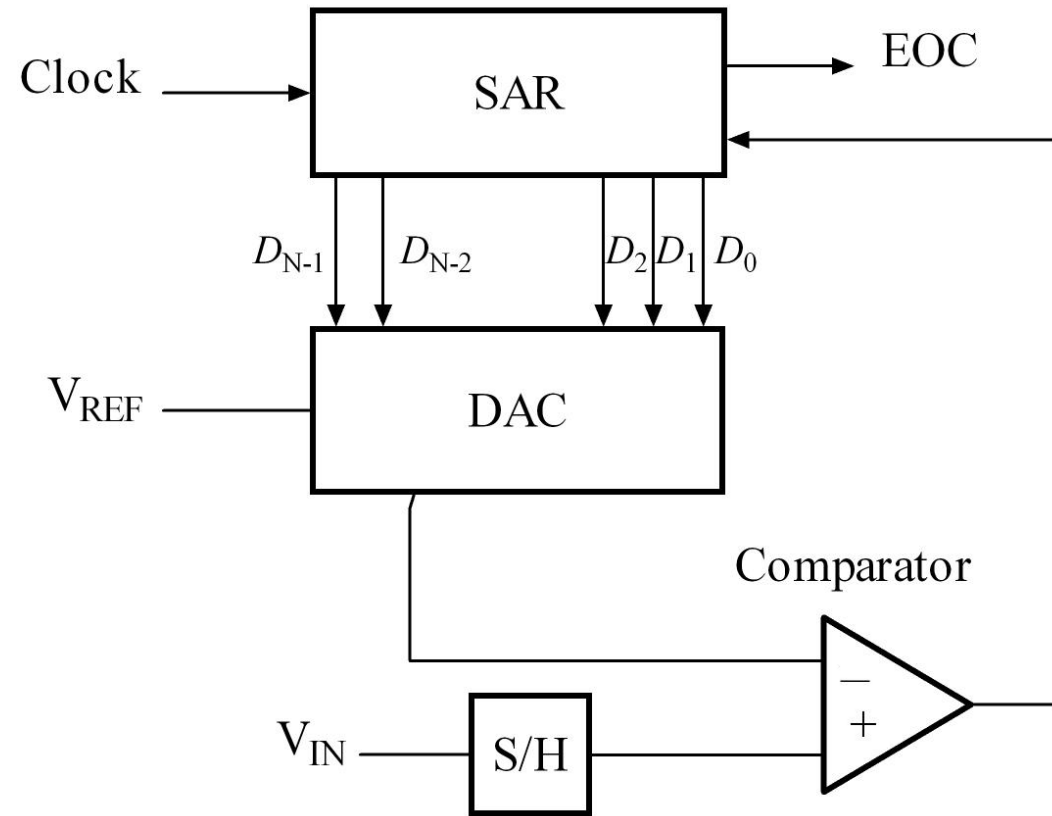 EOC
Clock
SAR
D_N-1 D_N-2 D_2 D_1 D_0
V_REF
DAC
Comparator
−
+
V_IN
S/H